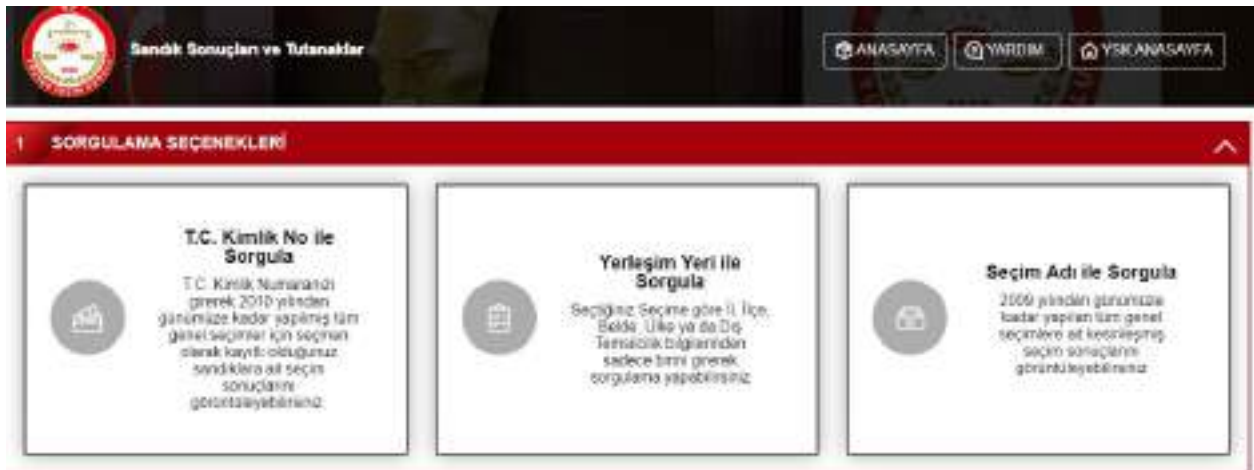 Sandık Sonuçları ve Tutanaklar
ANASAYFA
YARDIM
YSK ANASAYFA
1 SORGULAMA SEÇENEKLERİ
T.C. Kimlik No ile
Sorgula
T.C. Kimlik Numaranızı
girerek 2010 yılından
günümüze kadar yapılmış tüm
genel seçimler için seçmen
olarak kayıtlı olduğunuz
sandıklara ait seçim
sonuçlarını
görüntüleyebilirsiniz
Yerleşim Yeri ile
Sorgula
Seçtiğiniz Seçime göre İl, İlçe,
Belde, Ülke ya da Dış
Temsilcilik bilgilerinden
sadece birini girerek
sorgulama yapabilirsiniz
Seçim Adı ile Sorgula
2009 yılından günümüze
kadar yapılan tüm genel
seçimlere ait kesinleşmiş
seçim sonuçlarını
görüntüleyebilirsiniz